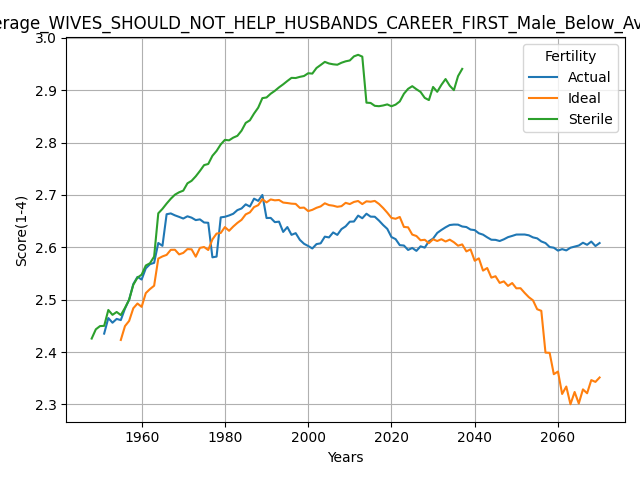 erage_WIVES_SHOULD_NOT_HELP_HUSBANDS_CAREER_FIRST_Male_Below_Av
Fertility
Actual
Ideal
Sterile
Score(1-4)
3.0
2.9
2.8
2.7
2.6
2.5
2.4
2.3
1960 1980 2000 2020 2040 2060
Years